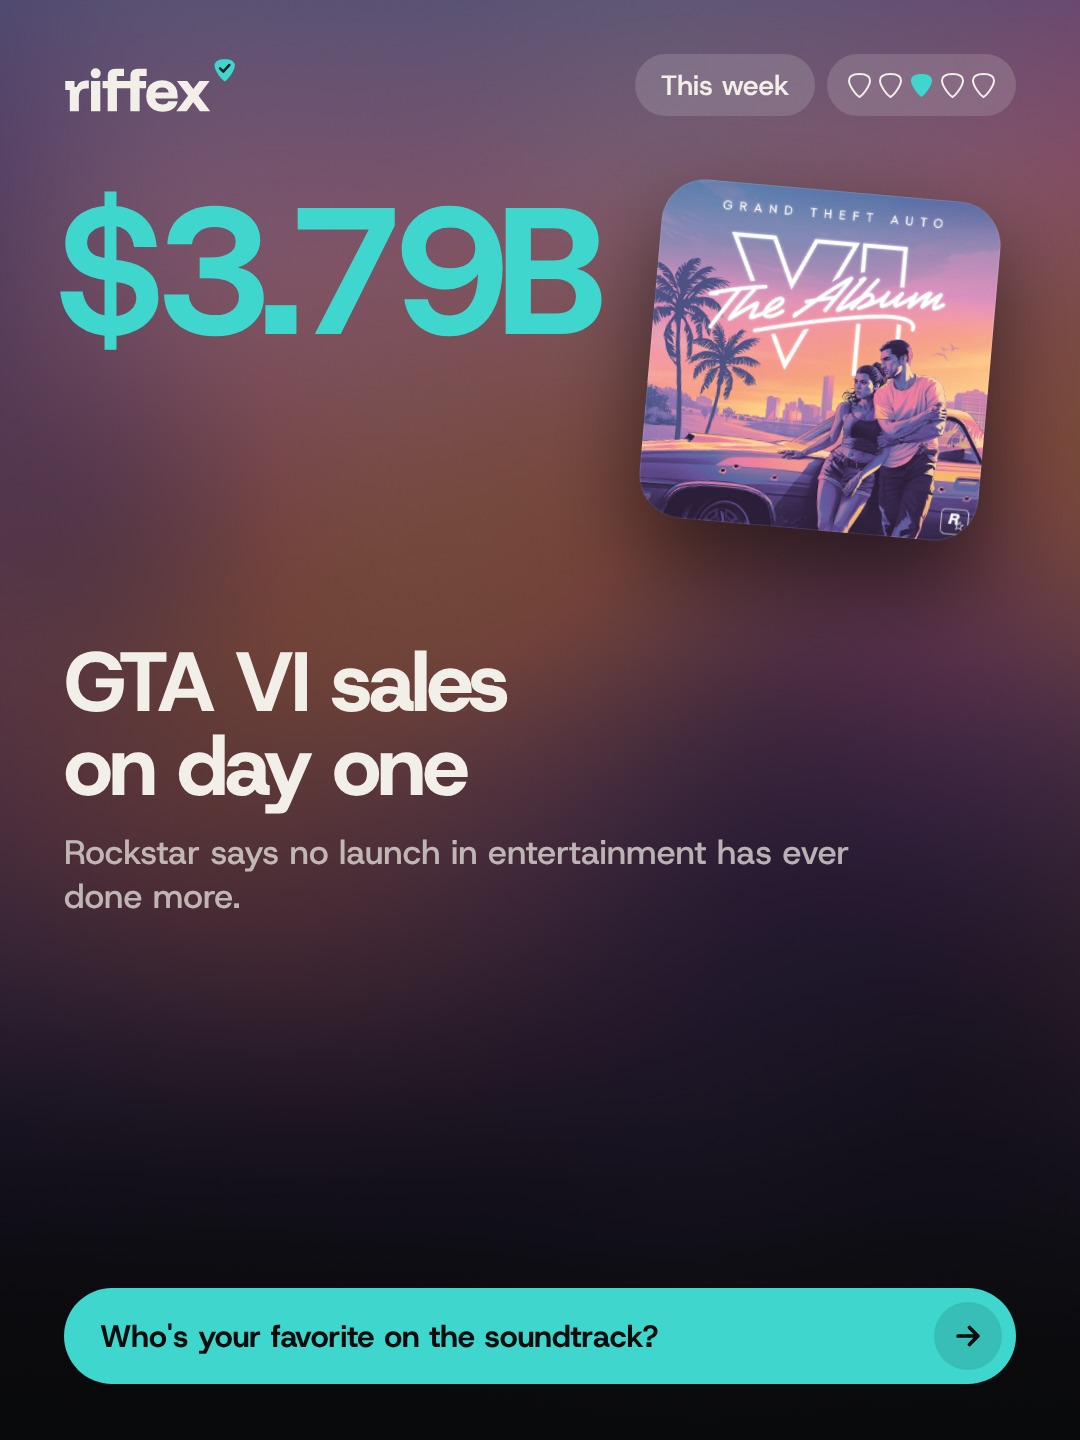 riffex
This week
$3.79B
GRAND THEFT AUTO
VI
The Album
R
GTA VI sales
on day one
Rockstar says no launch in entertainment has ever
done more.
Who's your favorite on the soundtrack?